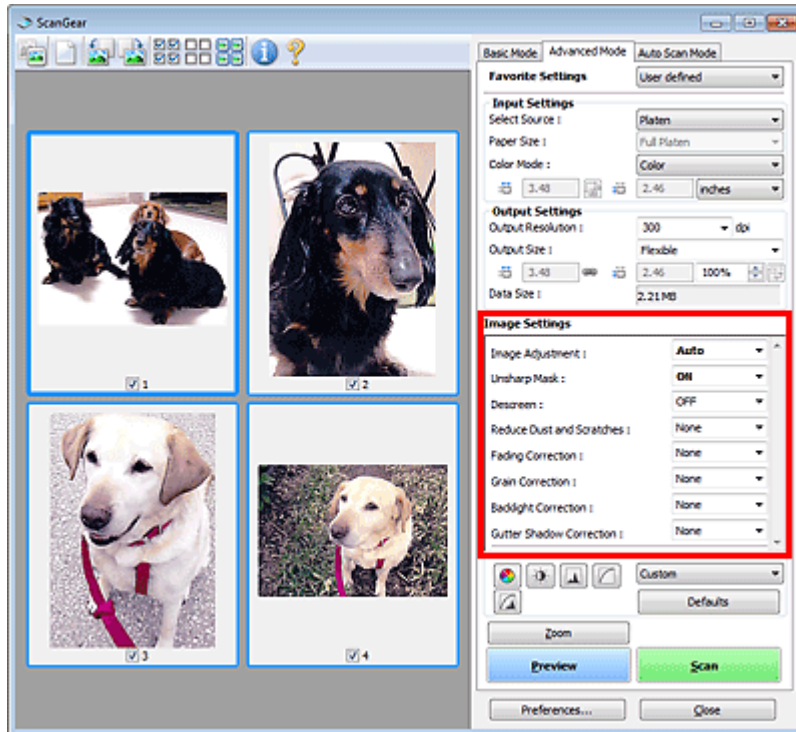 ScanGear
Basic Mode Advanced Mode Auto Scan Mode
Favorite Settings User defined
Input Settings
Select Source : Platen
Paper Size : Full Platen
Color Mode : Color
3.48 2.46 inches
Output Settings
Output Resolution : 300 dpi
Output Size : Flexible
3.48 2.46 100%
Data Size : 2.21MB
Image Settings
Image Adjustment : Auto
Unsharp Mask : ON
Descreen : OFF
Reduce Dust and Scratches : None
Fading Correction : None
Grain Correction : None
Backlight Correction : None
Gutter Shadow Correction : None
Custom
Defaults
Zoom
Preview Scan
Preferences... Close
1
2
3
4